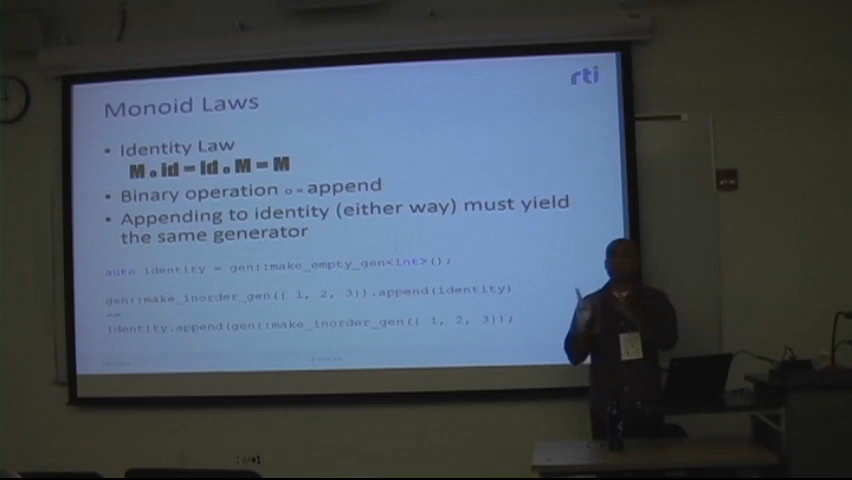 rti
Monoid Laws
• Identity Law
M o id = id o M = M
• Binary operation o = append
• Appending to identity (either way) must yield
the same generator
auto identity = gen::make_empty_gen<int>();
gen::make_inorder_gen({ 1, 2, 3}).append(identity)
==
identity.append(gen::make_inorder_gen({ 1, 2, 3});